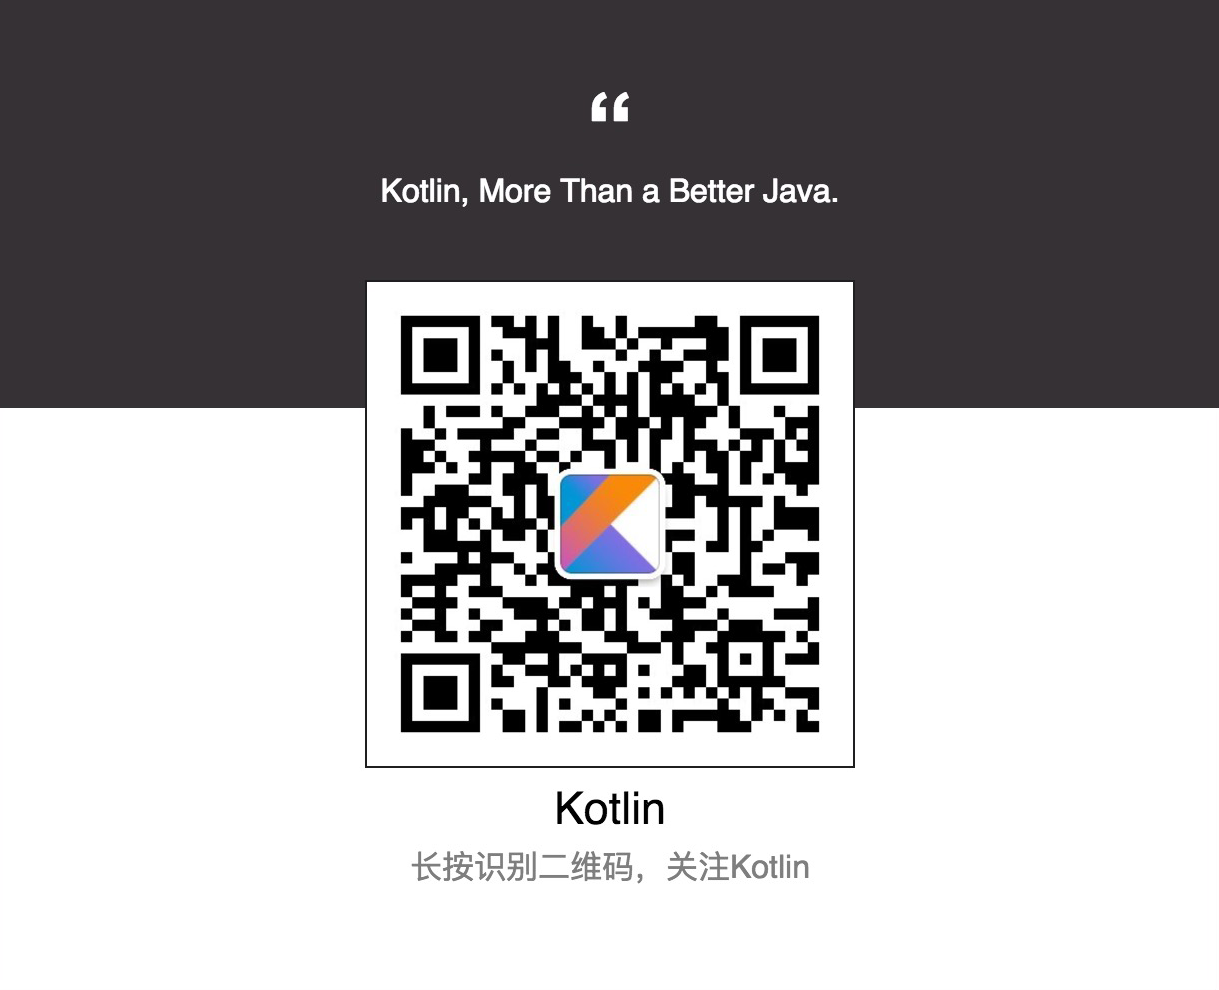 “
Kotlin, More Than a Better Java.
Kotlin
长按识别二维码，关注Kotlin